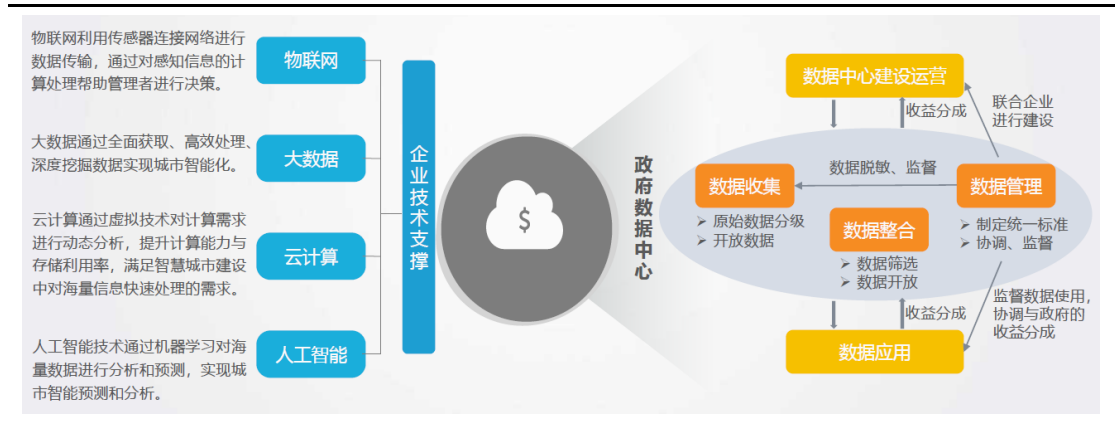 物联网利用传感器连接网络进行
数据传输，通过对感知信息的计
算处理帮助管理者进行决策。
物联网
大数据通过全面获取、高效处理、
深度挖掘数据实现城市智能化。
大数据
云计算通过虚拟技术对计算需求
进行动态分析，提升计算能力与
存储利用率，满足智慧城市建设
中对海量信息快速处理的需求。
云计算
人工智能技术通过机器学习对海
量数据进行分析和预测，实现城
市智能预测和分析。
人工智能
企业技术支撑
$
政府数据中心
数据中心建设运营
收益分成
联合企业
进行建设
数据收集
数据脱敏、监督
数据管理
➢ 原始数据分级
➢ 开放数据
数据整合
➢ 数据筛选
➢ 数据开放
➢ 制定统一标准
➢ 协调、监督
收益分成
监督数据使用，
协调与政府的
收益分成
数据应用